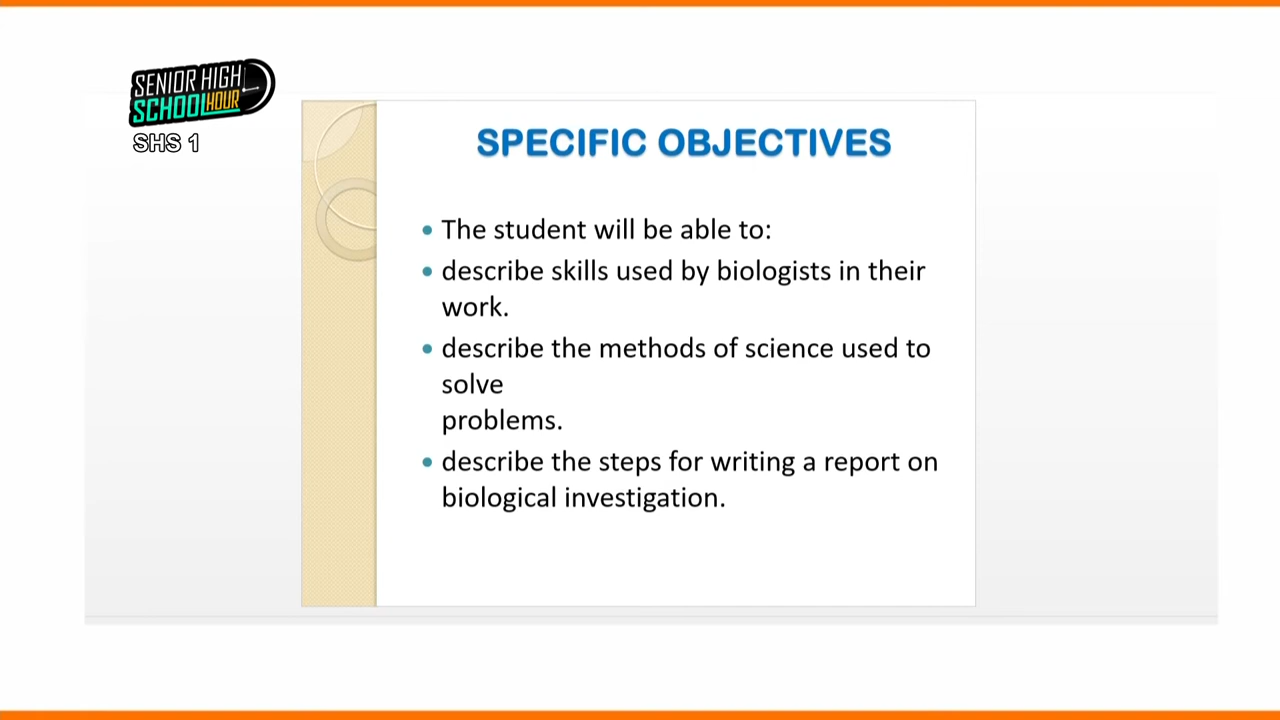 SENIOR HIGH
SCHOOL HOUR
SHS 1
SPECIFIC OBJECTIVES
• The student will be able to:
• describe skills used by biologists in their
work.
• describe the methods of science used to
solve
problems.
• describe the steps for writing a report on
biological investigation.